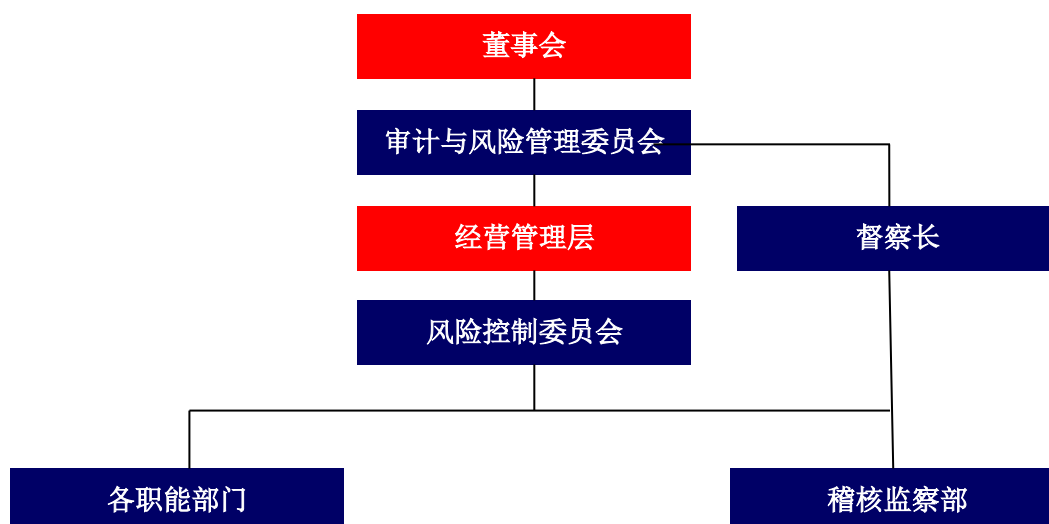 董事会
审计与风险管理委员会
经营管理层
督察长
风险控制委员会
各职能部门
稽核监察部